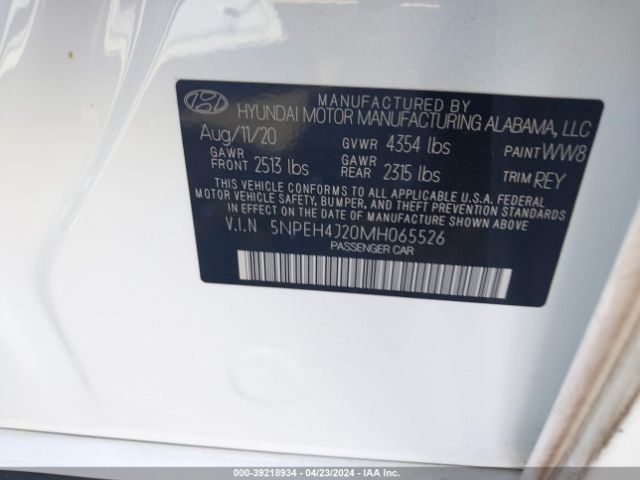 MANUFACTURED BY
HYUNDAI MOTOR MANUFACTURING ALABAMA, LLC
Aug/11/20 GVWR 4354 lbs PAINT WW8
GAWR FRONT 2513 lbs GAWR REAR 2315 lbs TRIM REY
THIS VEHICLE CONFORMS TO ALL APPLICABLE U.S.A. FEDERAL
MOTOR VEHICLE SAFETY, BUMPER, AND THEFT PREVENTION
STANDARDS IN EFFECT ON THE DATE OF MANUFACTURE SHOWN ABOVE
V.I.N 5NPEH4J20MH065526
PASSENGER CAR
000-39218934 / 04/23/2024 - IAA Inc.